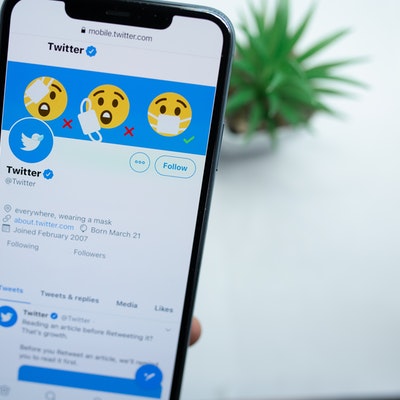 mobile.twitter.com
Twitter
Twitter
@Twitter
Follow
everywhere, wearing a mask
about.twitter.com Born March 21
Joined February 2007
Following Followers
Tweets Tweets & replies Media Likes
Twitter @Twitter
Reading an article before Retweeting it?
That's growth.
Before you Retweet an article, we'll
you to read it first.